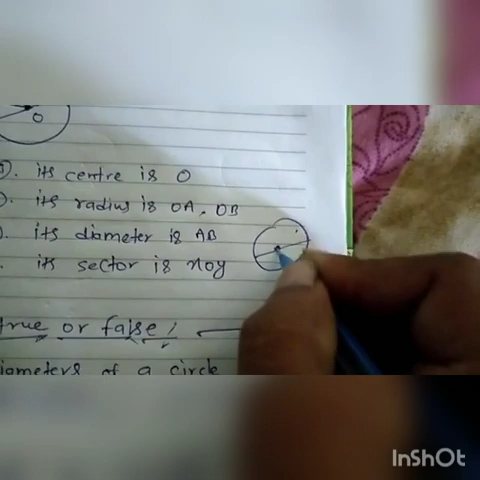 O
its centre is O
its radius is OA, OB
its diameter is AB
its sector is xoy
true or false:
diameters of a circle
InShOt